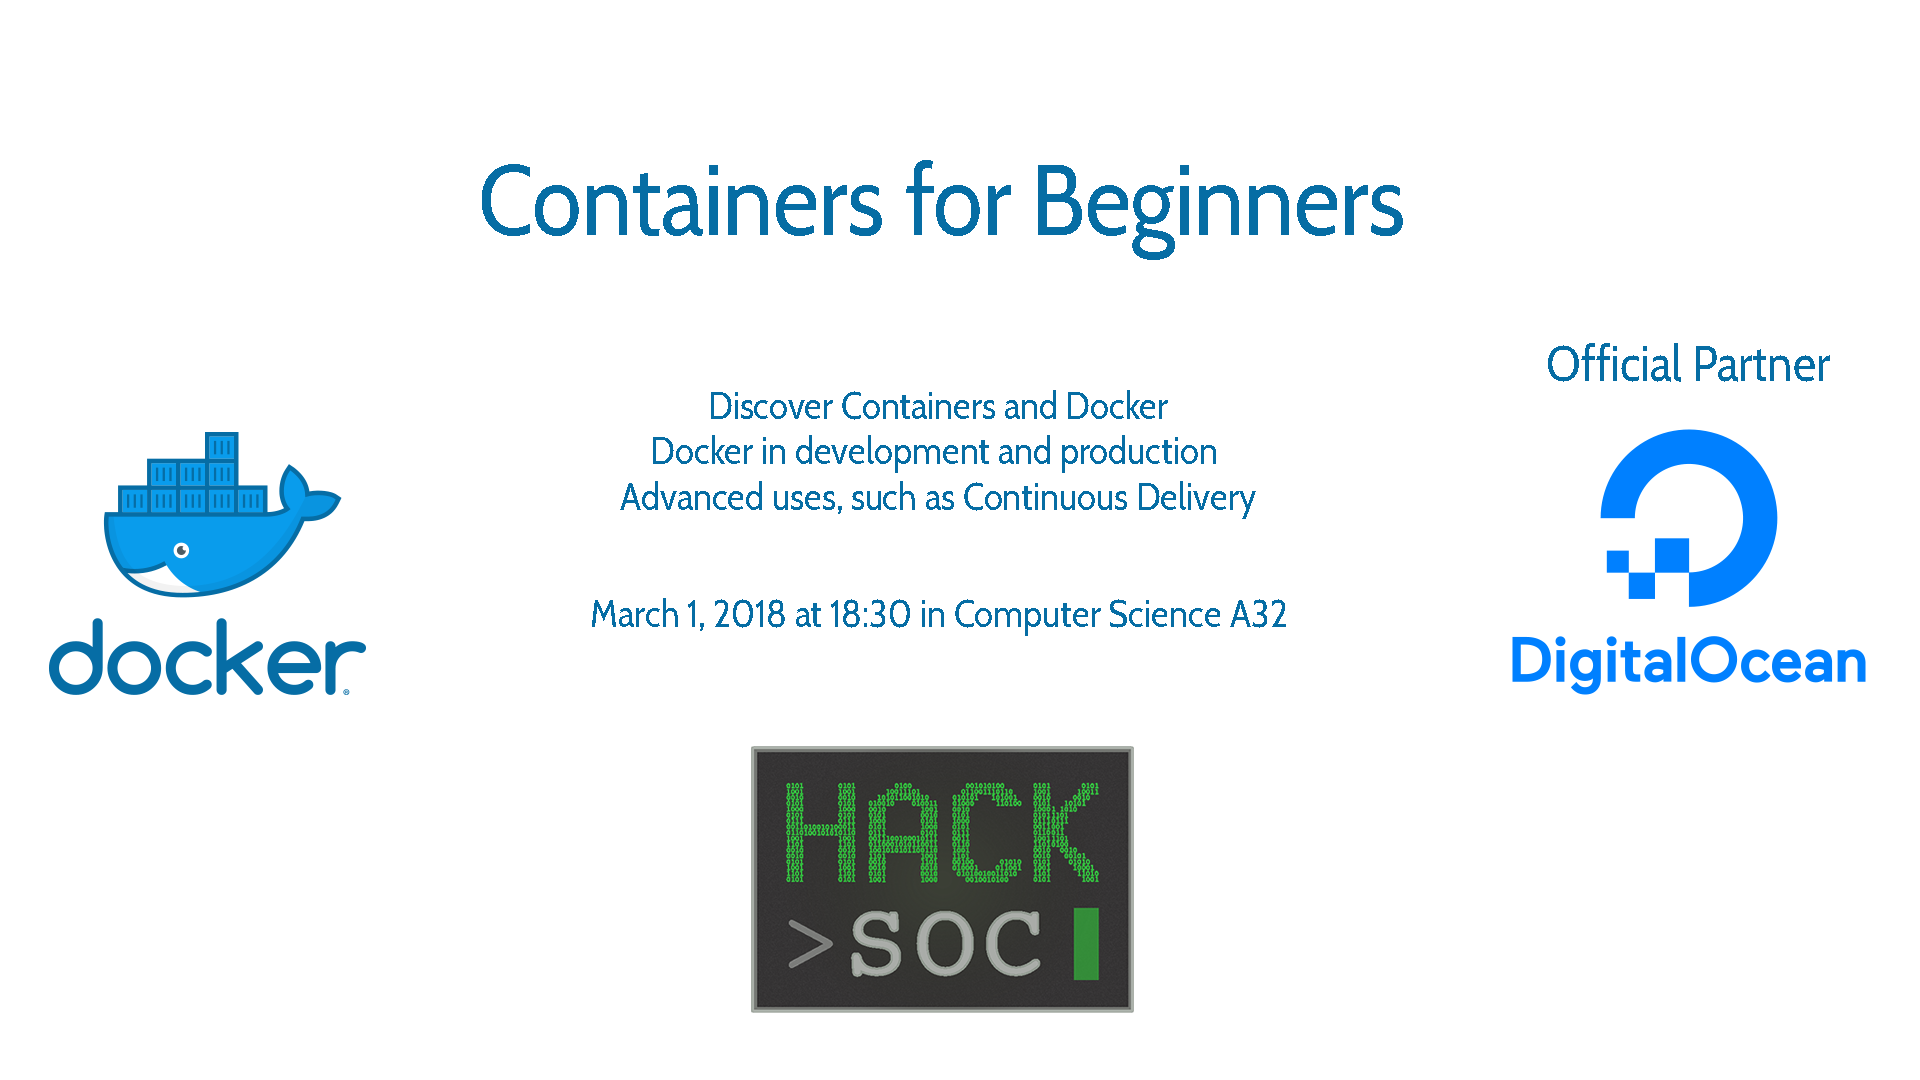 Containers for Beginners
Official Partner
Discover Containers and Docker
Docker in development and production
Advanced uses, such as Continuous Delivery
March 1, 2018 at 18:30 in Computer Science A32
docker
DigitalOcean
HACK
>SOC